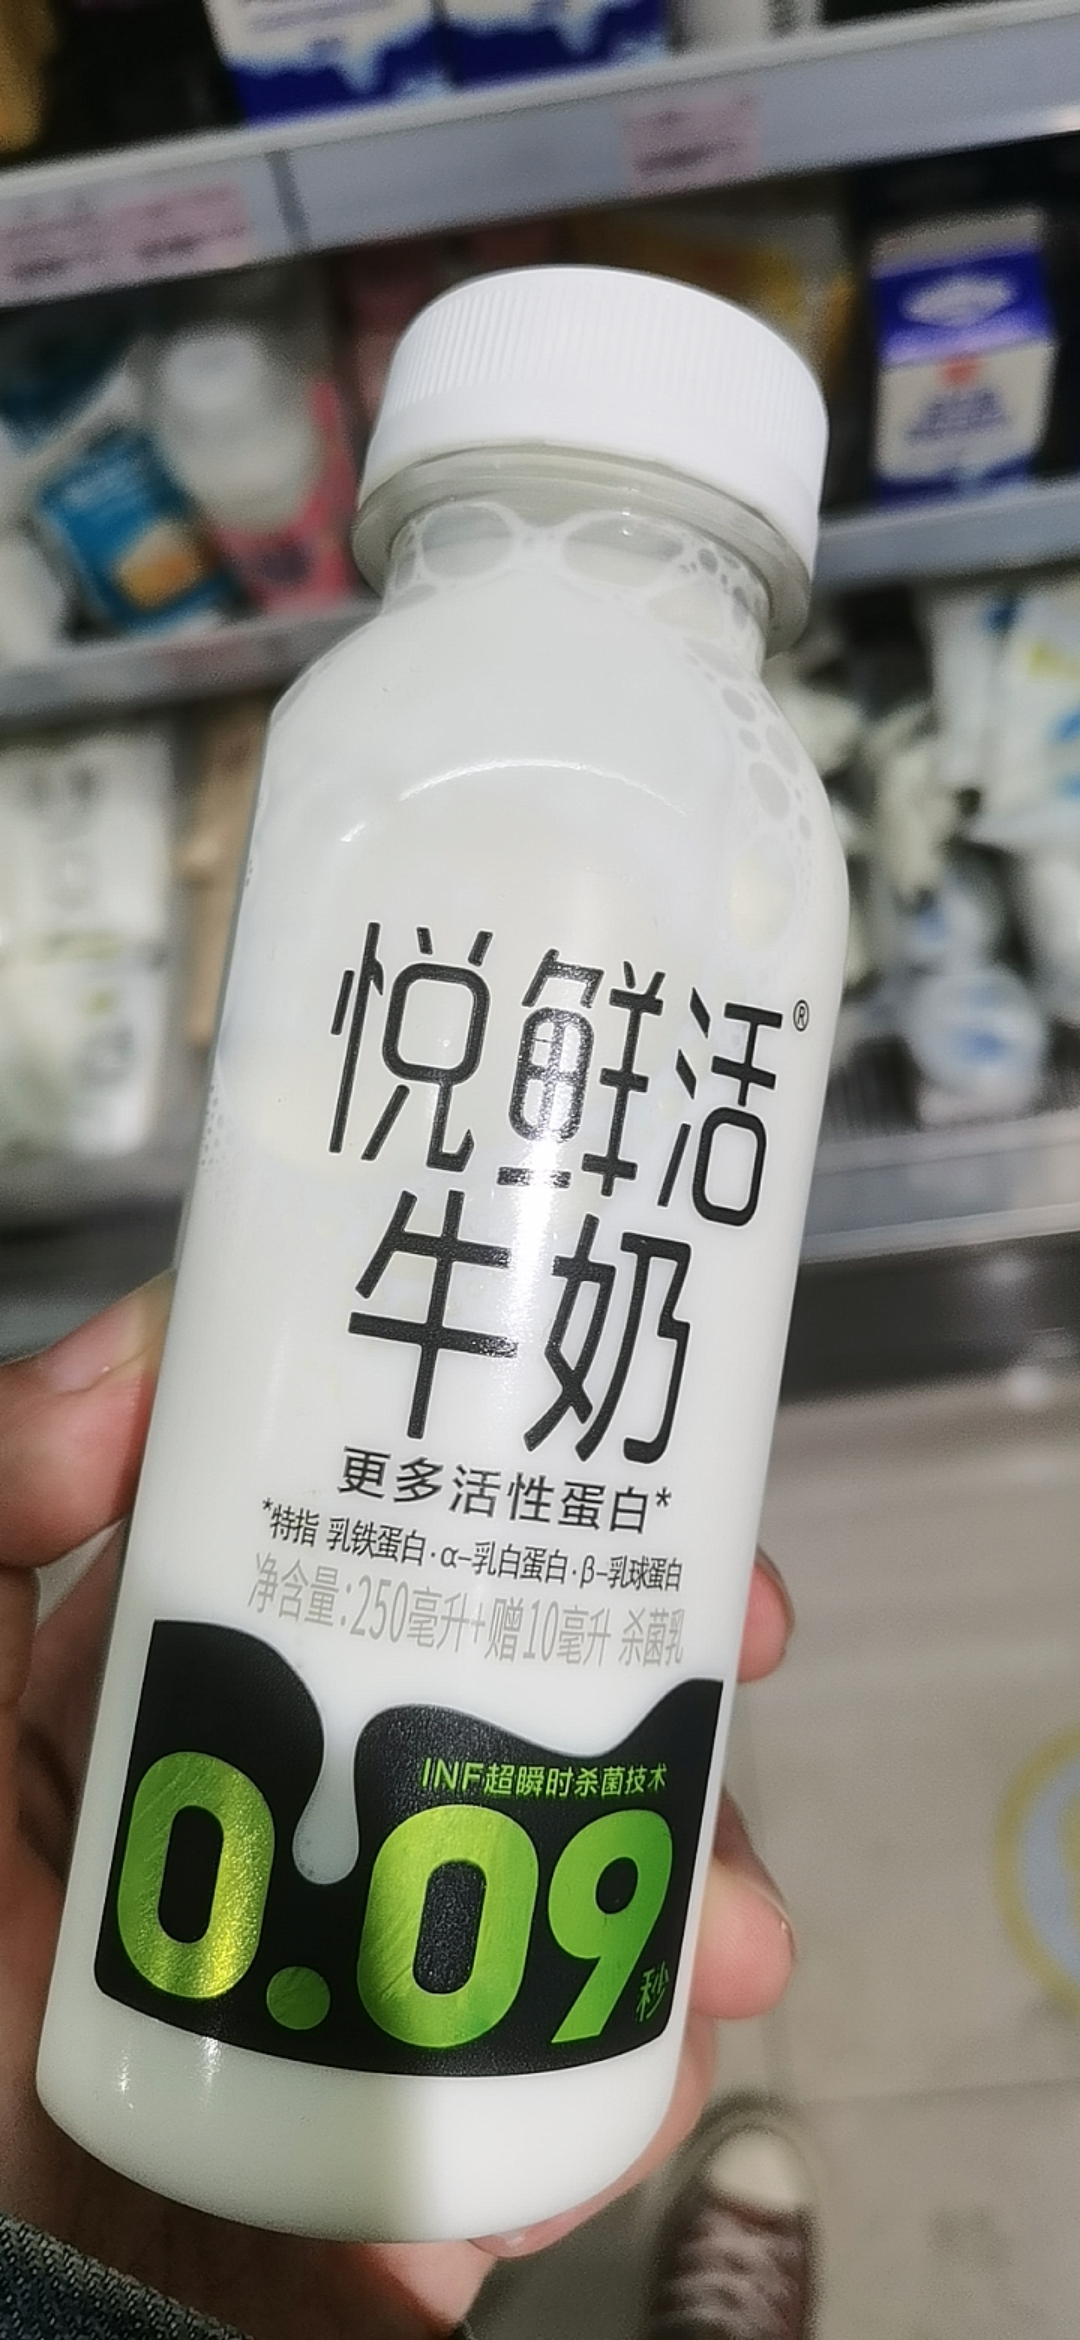 悦鲜活®
牛奶
更多活性蛋白*
*特指 乳铁蛋白·α-乳白蛋白·β-乳球蛋白
净含量:250毫升+赠10毫升 杀菌乳
INF超瞬时杀菌技术
0.09秒